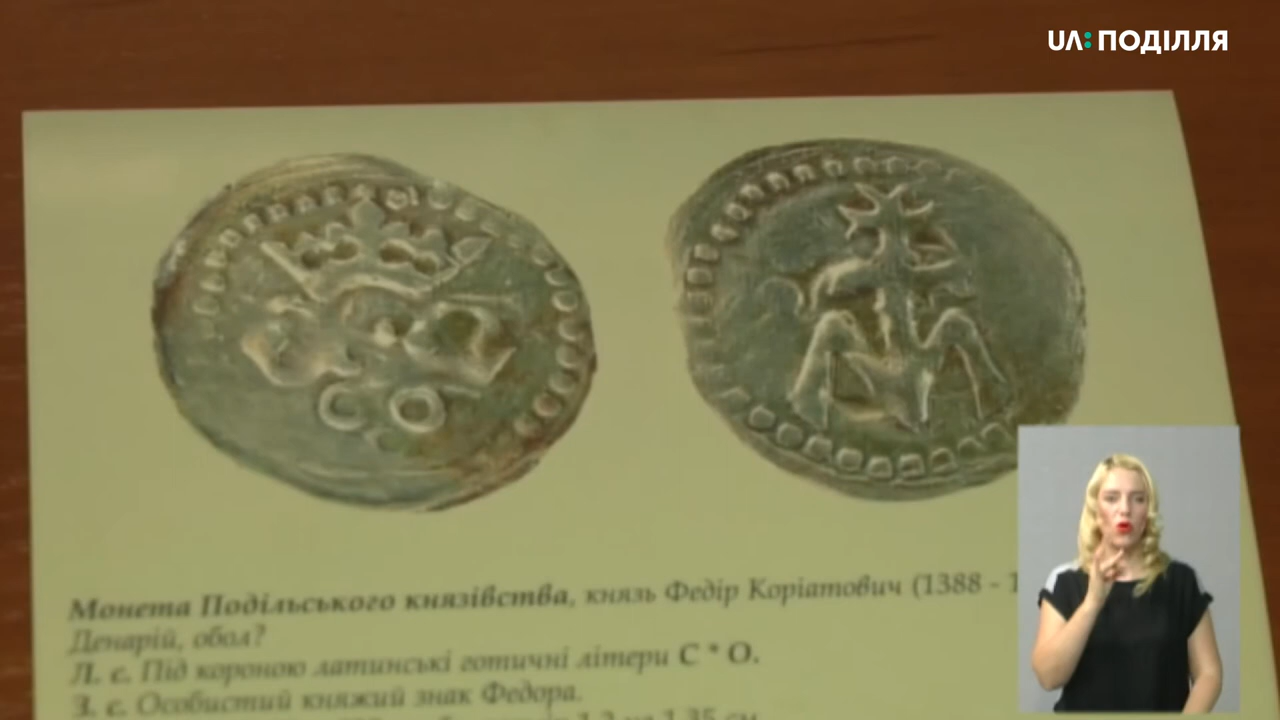 UA: ПОДІЛЛЯ
C O
Монета Подільського князівства, князь Федір Коріатович (1388 -
Денарій, обол?
Л. с. Під короною латинські готичні літери C * O.
З. с. Особистий княжий знак Федора.